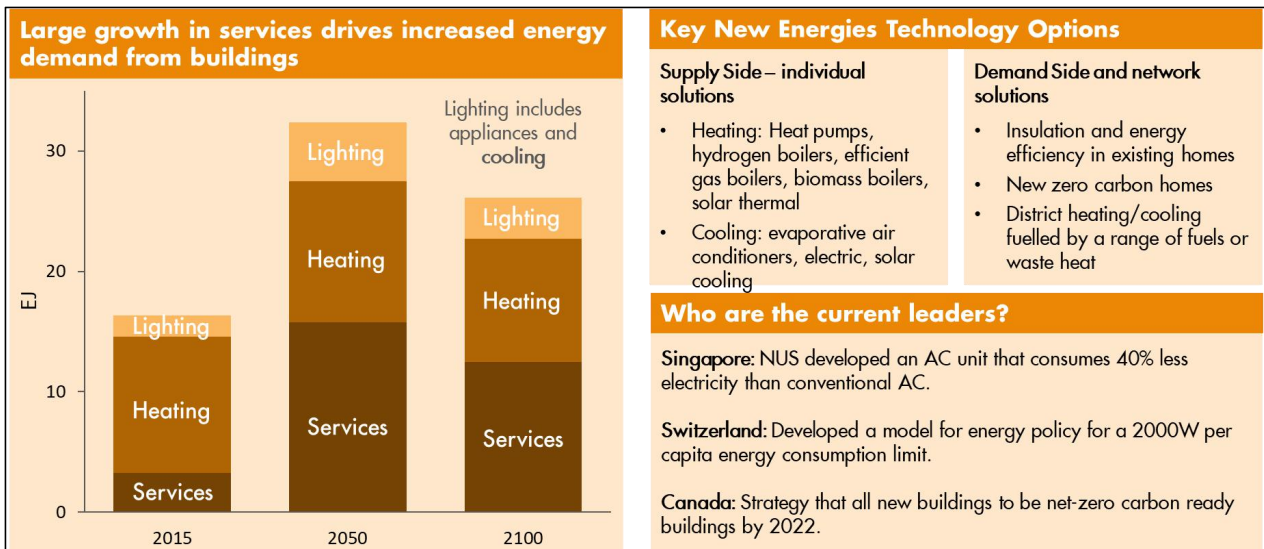 Large growth in services drives increased energy
demand from buildings
Lighting includes
appliances and
cooling
EJ
30
20
10
0
Lighting
Heating
Services
2015
Lighting
Heating
Services
2050
Lighting
Heating
Services
2100
Key New Energies Technology Options
Supply Side – individual
solutions
• Heating: Heat pumps,
hydrogen boilers, efficient
gas boilers, biomass boilers,
solar thermal
• Cooling: evaporative air
conditioners, electric, solar
cooling
Demand Side and network
solutions
• Insulation and energy
efficiency in existing homes
• New zero carbon homes
• District heating/cooling
fuelled by a range of fuels or
waste heat
Who are the current leaders?
Singapore: NUS developed an AC unit that consumes 40% less
electricity than conventional AC.
Switzerland: Developed a model for energy policy for a 2000W per
capita energy consumption limit.
Canada: Strategy that all new buildings to be net-zero carbon ready
buildings by 2022.